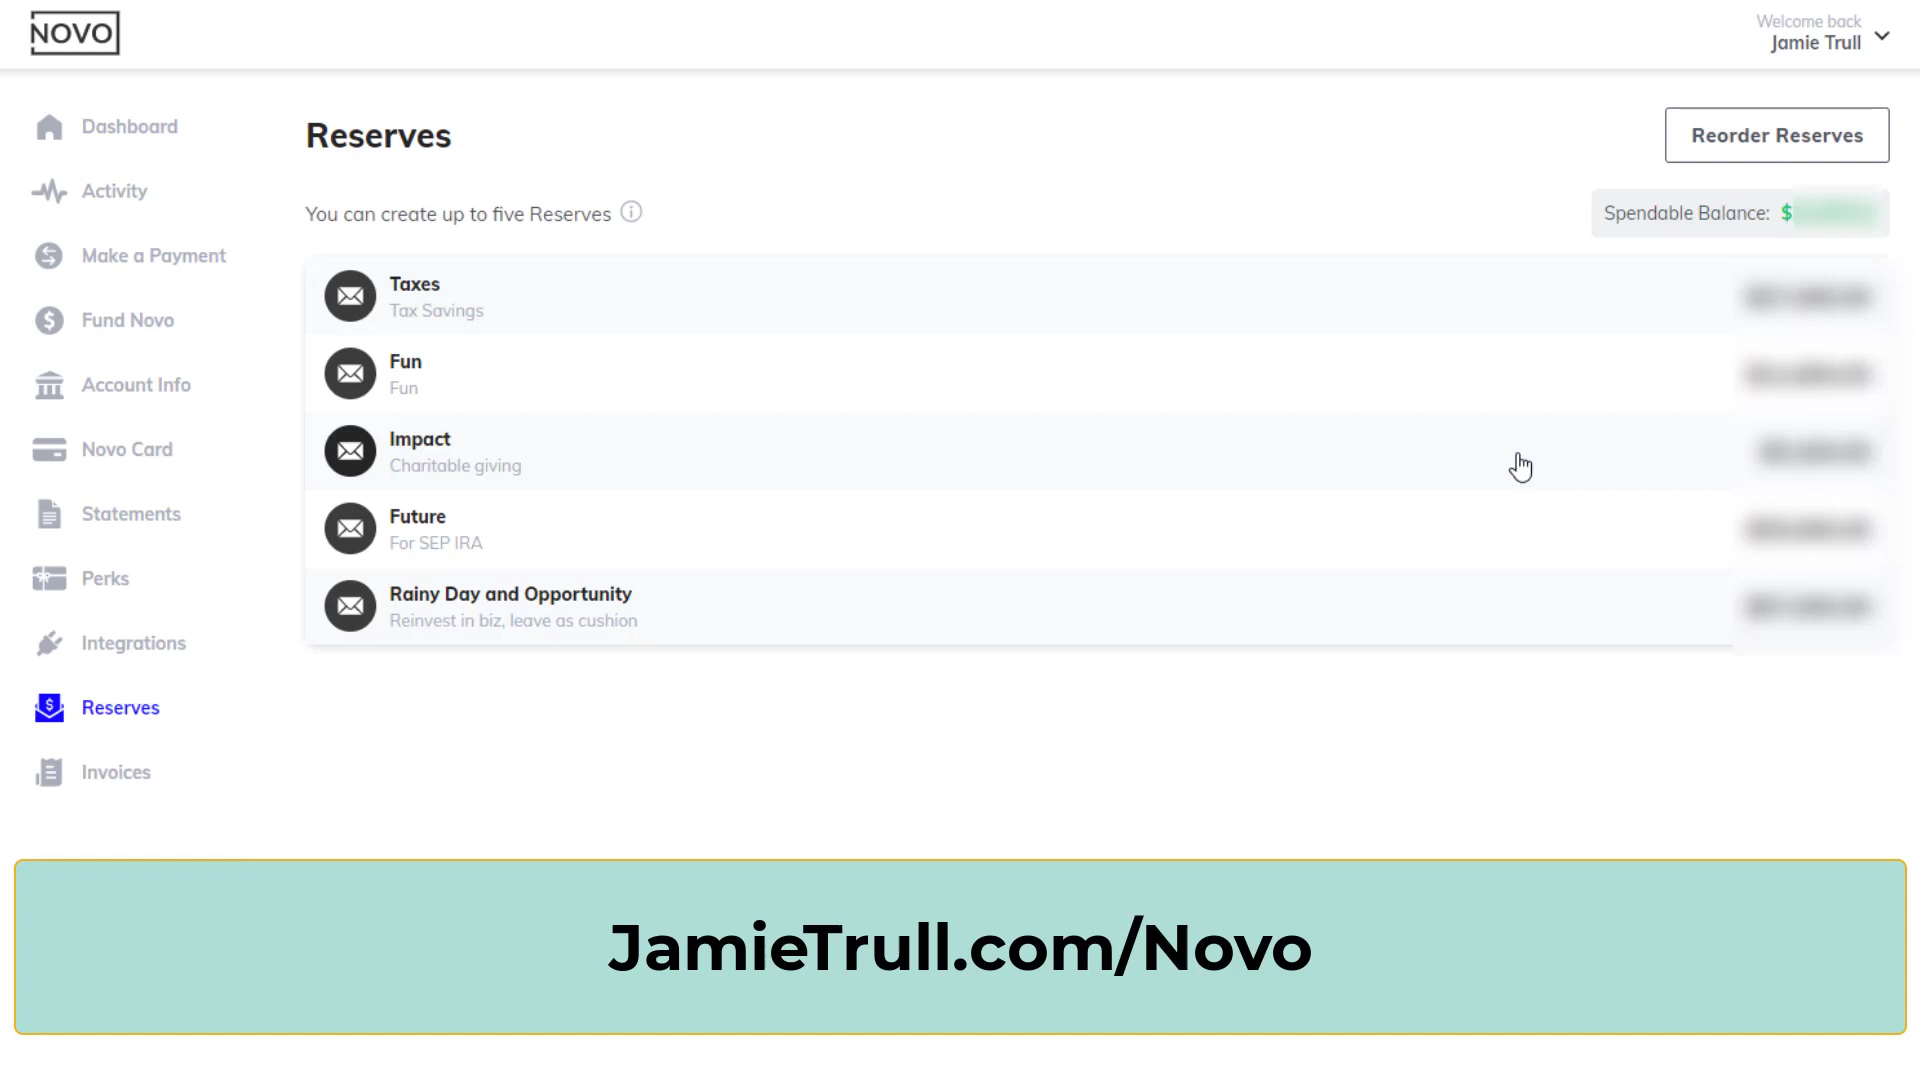 NOVO
Welcome back
Jamie Trull
Dashboard
Activity
Make a Payment
Fund Novo
Account Info
Novo Card
Statements
Perks
Integrations
Reserves
Invoices
Reserves
Reorder Reserves
You can create up to five Reserves
Spendable Balance: $
Taxes
Tax Savings
Fun
Fun
Impact
Charitable giving
Future
For SEP IRA
Rainy Day and Opportunity
Reinvest in biz, leave as cushion
JamieTrull.com/Novo